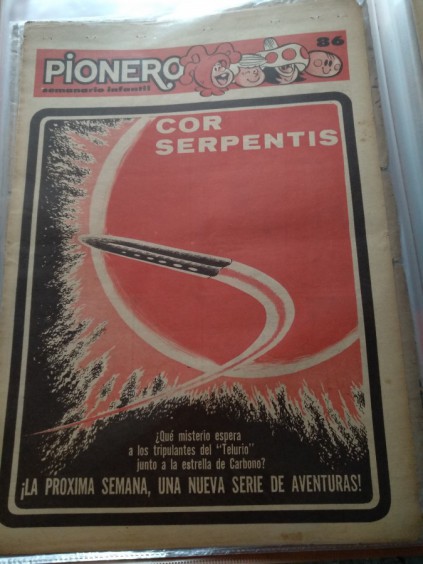 PIONERO
semanario infantil
86
COR
SERPENTIS
¿Qué misterio espera
a los tripulantes del "Telurio"
junto a la estrella de Carbono?
¡LA PROXIMA SEMANA, UNA NUEVA SERIE DE AVENTURAS!